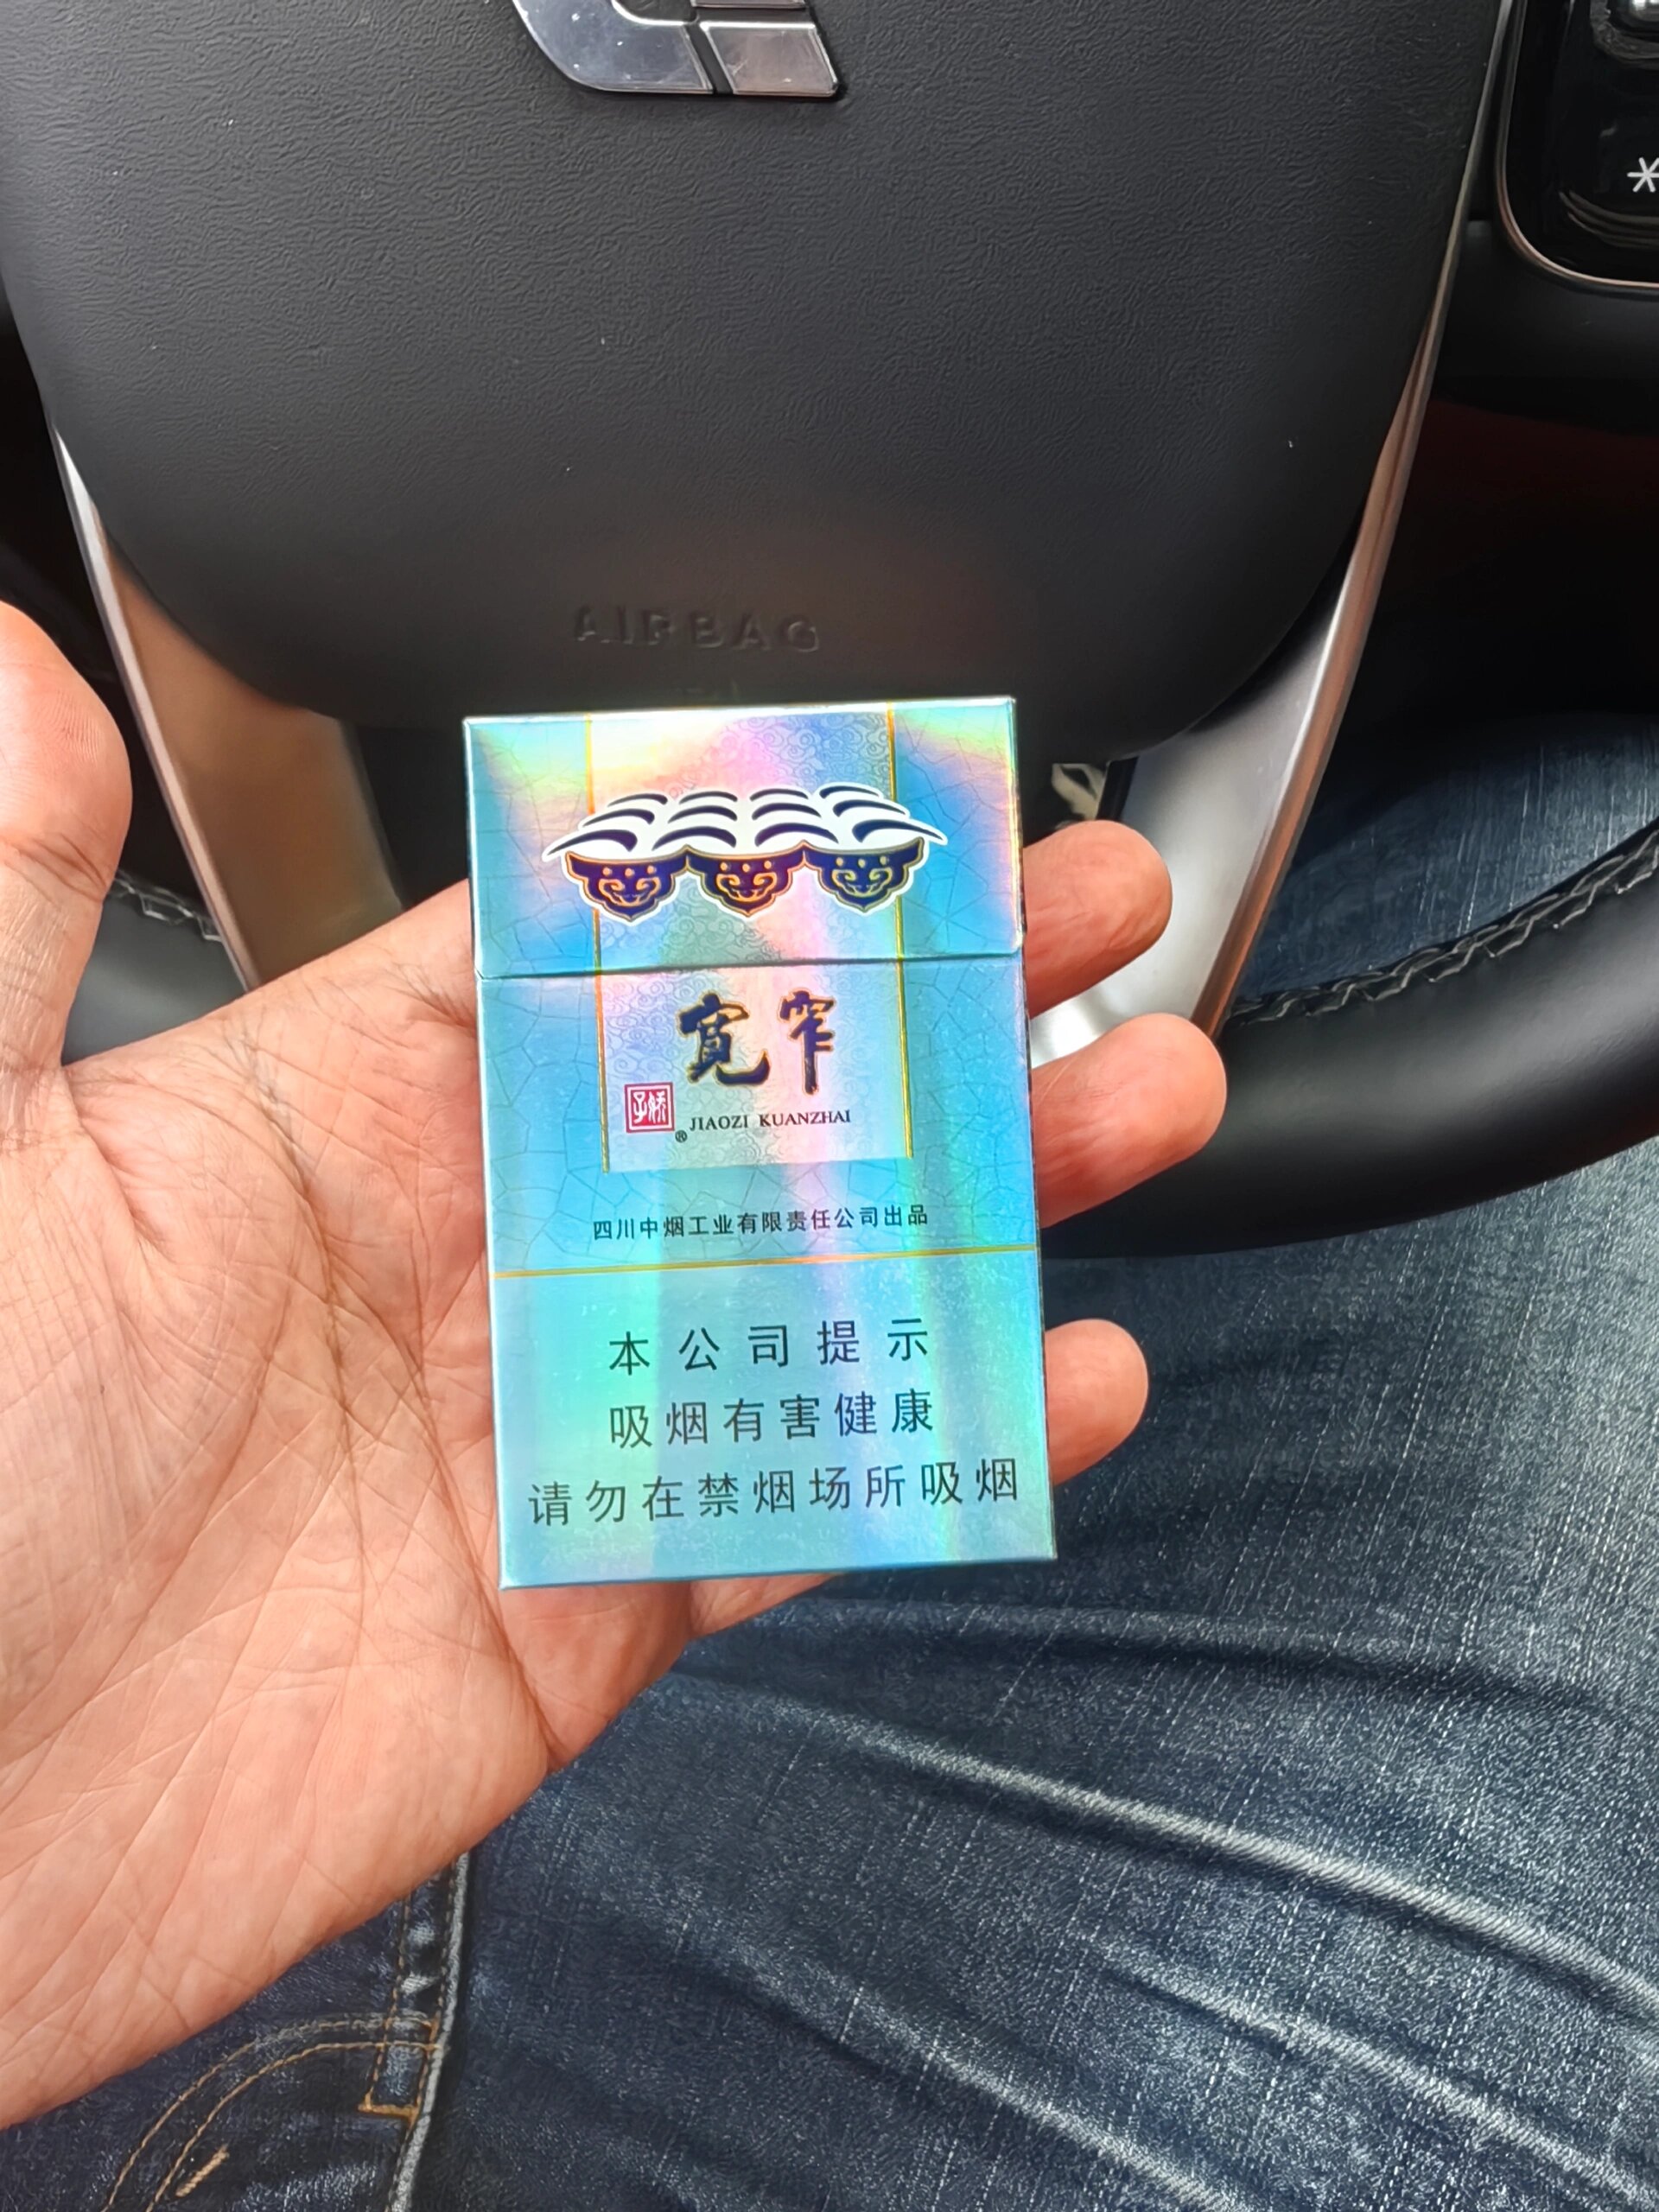 AIRBAG
寬窄
子娇
® JIAOZI KUANZHAI
四川中烟工业有限责任公司出品
本公司提示
吸烟有害健康
请勿在禁烟场所吸烟